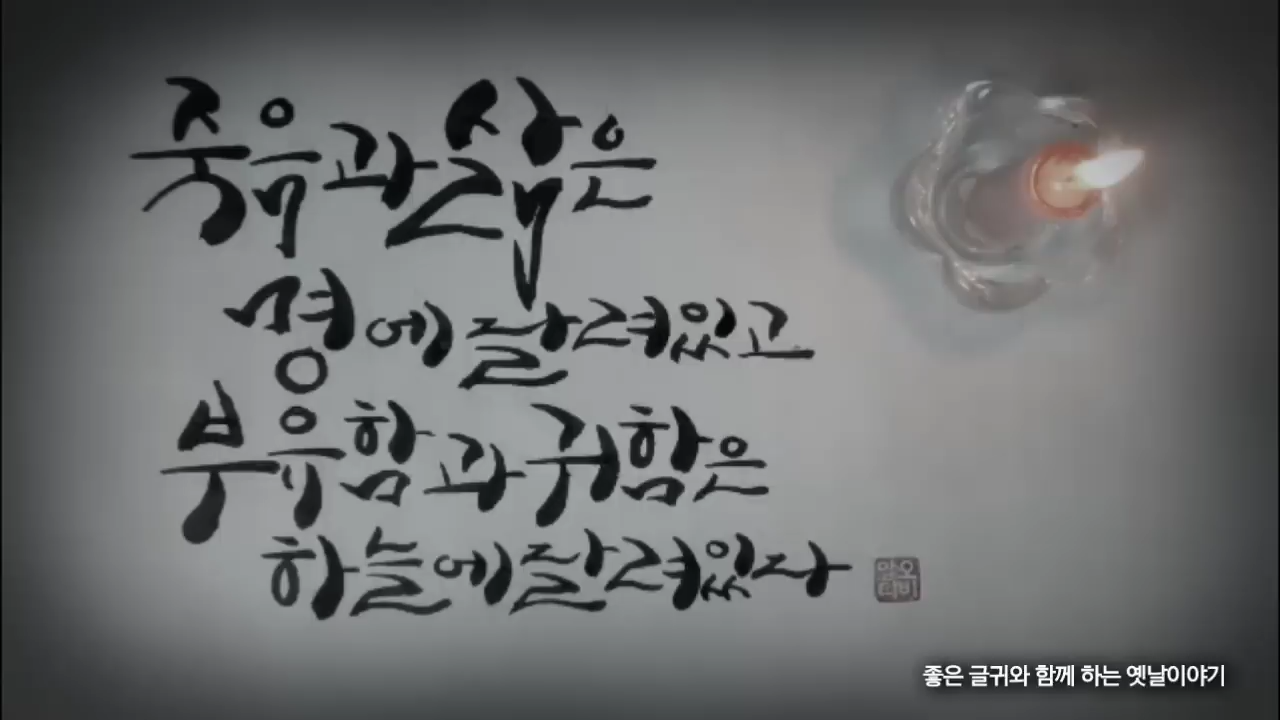 죽음과 삶은
명에 달려있고
부유함과 귀함은
하늘에 달려있다
좋은 글귀와 함께 하는 옛날이야기